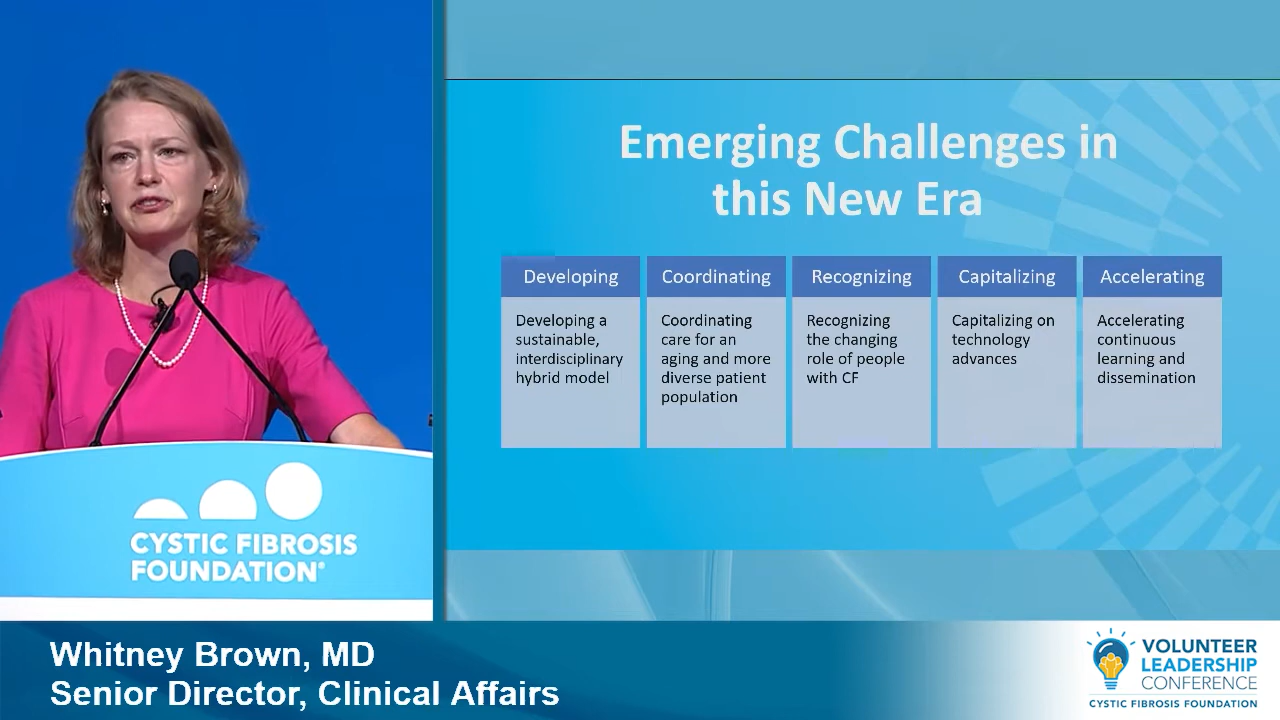 Emerging Challenges in
this New Era
Developing
Developing a
sustainable,
interdisciplinary
hybrid model
Coordinating
Coordinating
care for an
aging and more
diverse patient
population
Recognizing
Recognizing
the changing
role of people
with CF
Capitalizing
Capitalizing on
technology
advances
Accelerating
Accelerating
continuous
learning and
dissemination
CYSTIC FIBROSIS
FOUNDATION®
Whitney Brown, MD
Senior Director, Clinical Affairs
VOLUNTEER
LEADERSHIP
CONFERENCE
CYSTIC FIBROSIS FOUNDATION